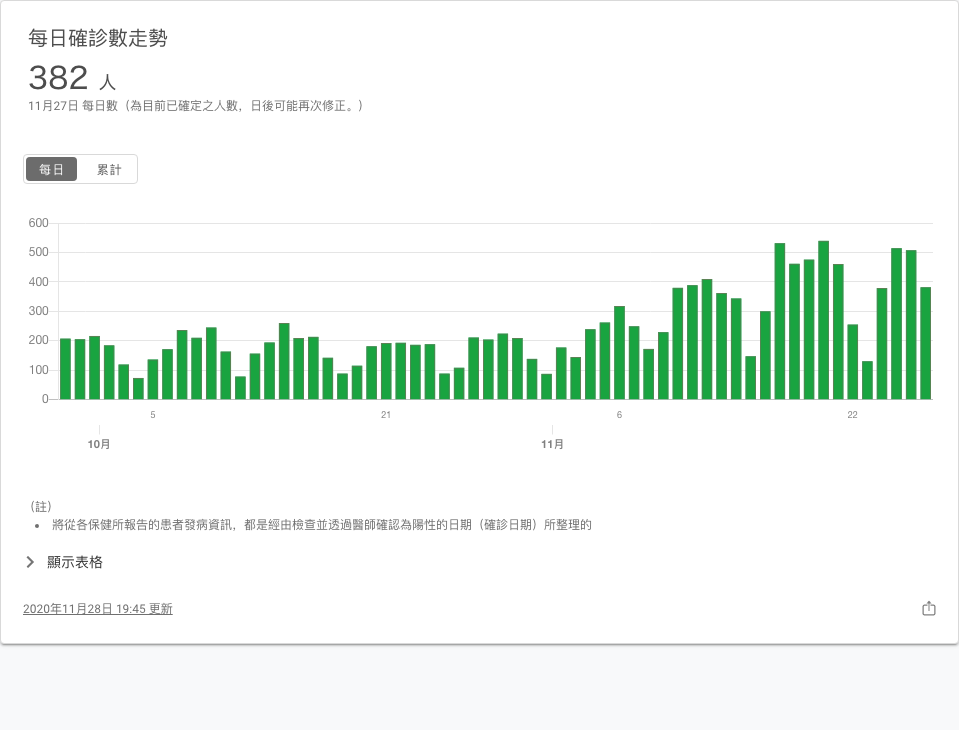 每日確診數走勢
382 人
11月27日 每日數（為目前已確定之人數，日後可能再次修正。）
每日 累計
600
500
400
300
200
100
0
5 21 6 22
10月 11月
（註）
• 將從各保健所報告的患者發病資訊，都是經由檢查並透過醫師確認為陽性的日期（確診日期）所整理的
顯示表格
2020年11月28日 19:45 更新